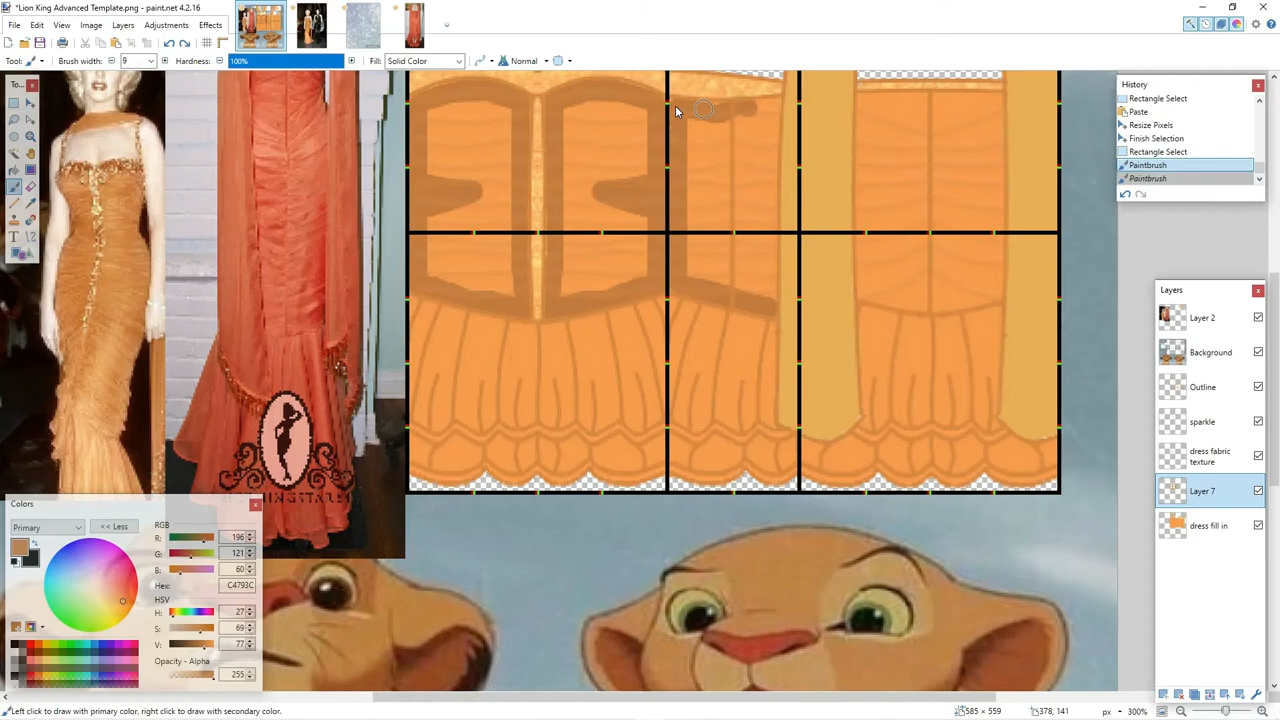 *Lion King Advanced Template.png - paint.net 4.2.16
File Edit View Image Layers Adjustments Effects
Tool: Brush width: 9 Hardness: 100% Fill: Solid Color Normal
To...
History
Rectangle Select
Paste
Resize Pixels
Finish Selection
Rectangle Select
Paintbrush
Paintbrush
Layers
Layer 2
Background
Outline
sparkle
dress fabric
texture
Layer 7
dress fill in
Colors
Primary
<< Less
RGB
R: 196
G: 121
B: 60
Hex: C4793C
HSV
H: 27
S: 69
V: 77
Opacity - Alpha
255
Left click to draw with primary color, right click to draw with secondary color.
585 × 559
378, 141
px
300%